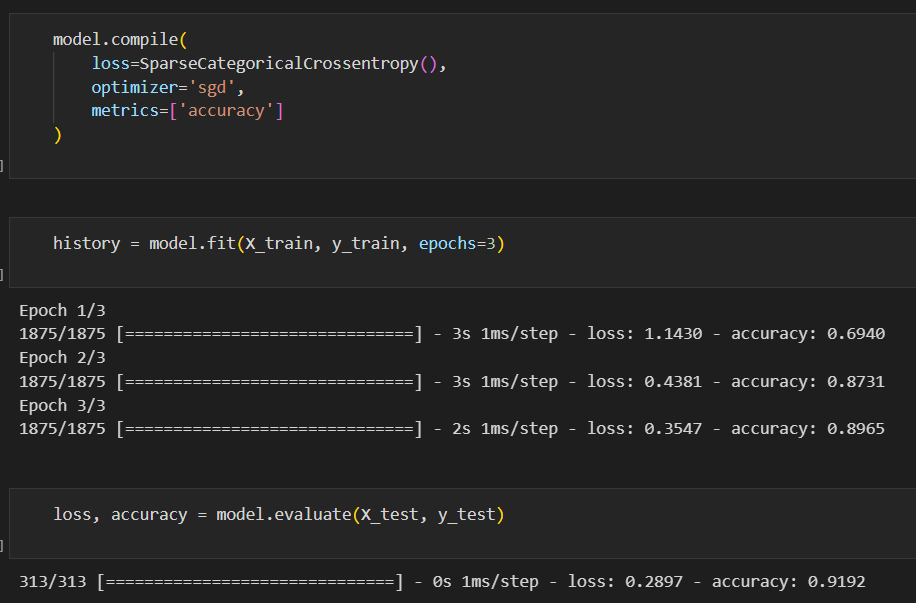 model.compile(
    loss=SparseCategoricalCrossentropy(),
    optimizer='sgd',
    metrics=['accuracy']
)
]
history = model.fit(X_train, y_train, epochs=3)
]
Epoch 1/3
1875/1875 [==============================] - 3s 1ms/step - loss: 1.1430 - accuracy: 0.6940
Epoch 2/3
1875/1875 [==============================] - 3s 1ms/step - loss: 0.4381 - accuracy: 0.8731
Epoch 3/3
1875/1875 [==============================] - 2s 1ms/step - loss: 0.3547 - accuracy: 0.8965
loss, accuracy = model.evaluate(X_test, y_test)
]
313/313 [==============================] - 0s 1ms/step - loss: 0.2897 - accuracy: 0.9192